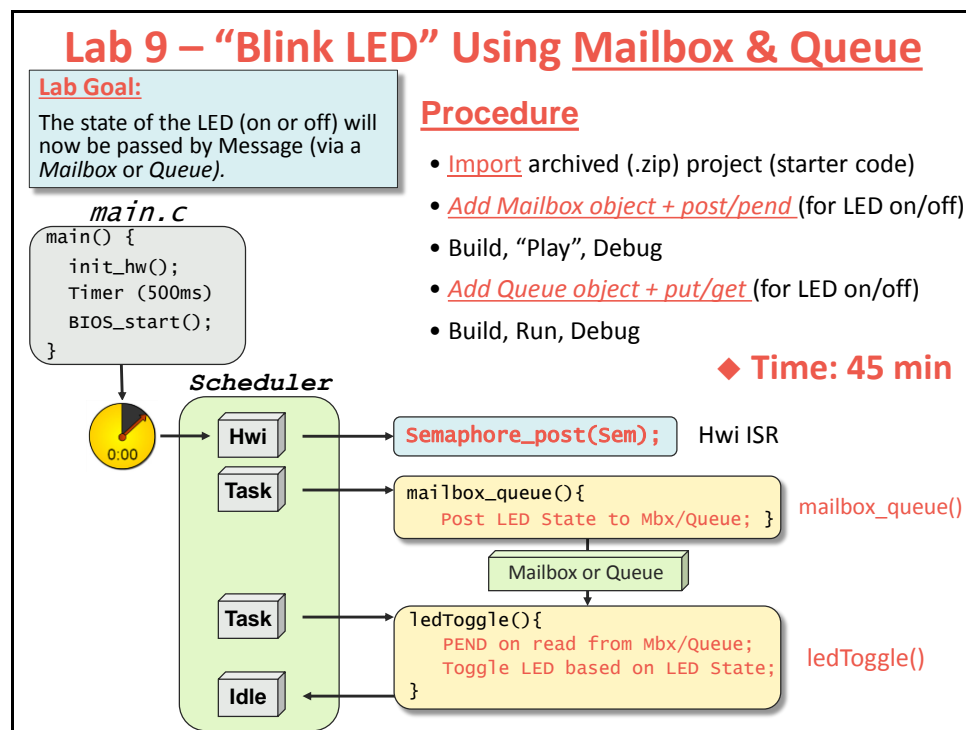 Lab 9 – “Blink LED” Using Mailbox & Queue
Lab Goal:
The state of the LED (on or off) will
now be passed by Message (via a
Mailbox or Queue).
Procedure
• Import archived (.zip) project (starter code)
• Add Mailbox object + post/pend (for LED on/off)
• Build, “Play”, Debug
• Add Queue object + put/get (for LED on/off)
• Build, Run, Debug
◆ Time: 45 min
main.c
main() {
init_hw();
Timer (500ms)
BIOS_start();
}
0:00
Scheduler
Hwi
Semaphore_post(Sem);
Hwi ISR
Task
mailbox_queue(){
Post LED State to Mbx/Queue; }
mailbox_queue()
Mailbox or Queue
Task
ledToggle(){
PEND on read from Mbx/Queue;
Toggle LED based on LED State;
}
ledToggle()
Idle